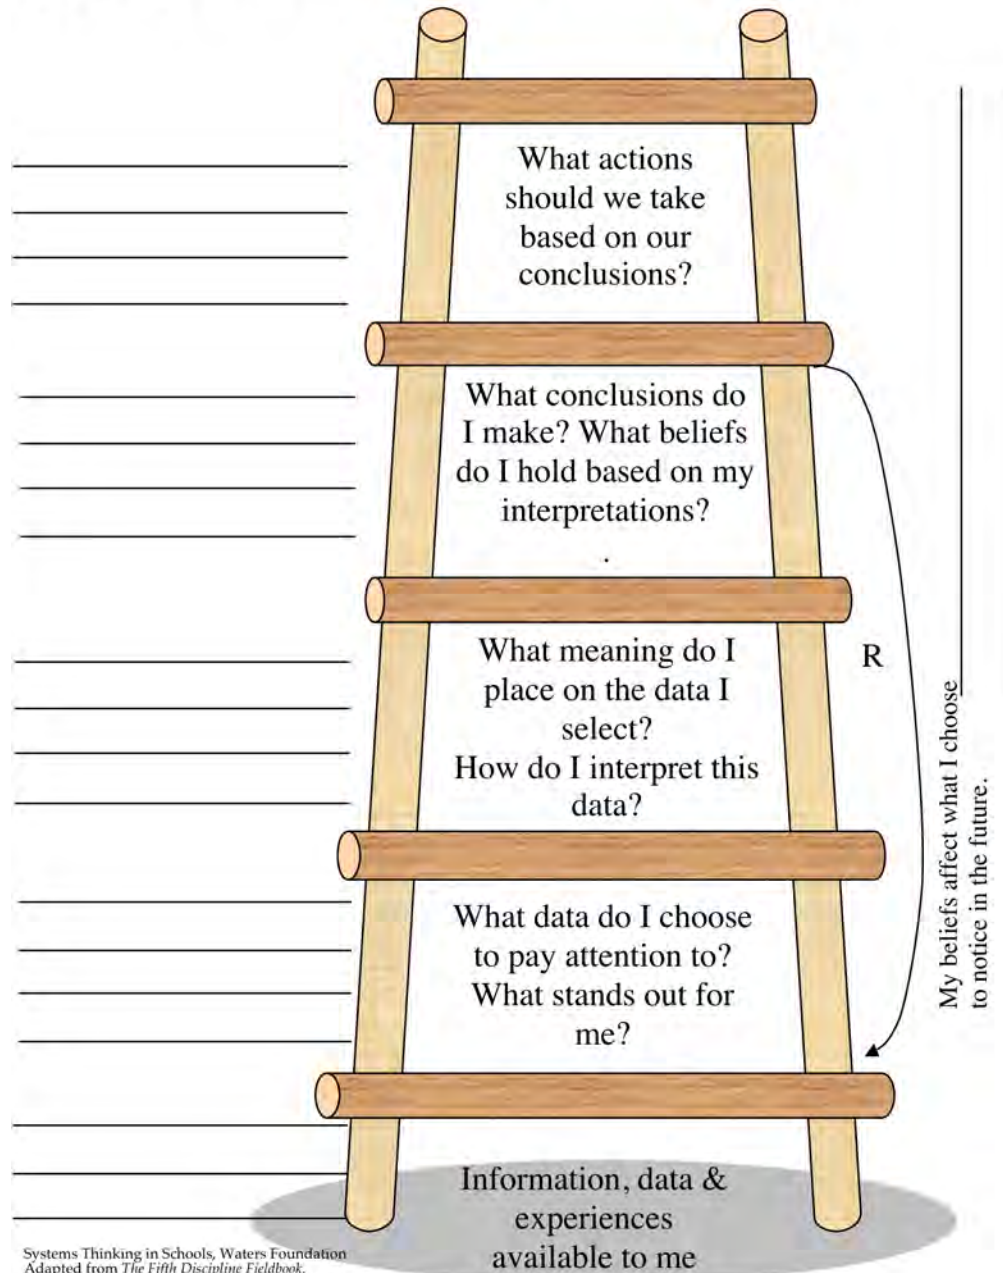 What actions
should we take
based on our
conclusions?
What conclusions do
I make? What beliefs
do I hold based on my
interpretations?
.
What meaning do I
place on the data I
select?
How do I interpret this
data?
R
My beliefs affect what I choose
to notice in the future.
What data do I choose
to pay attention to?
What stands out for
me?
Information, data &
experiences
available to me
Systems Thinking in Schools, Waters Foundation
Adapted from The Fifth Discipline Fieldbook.